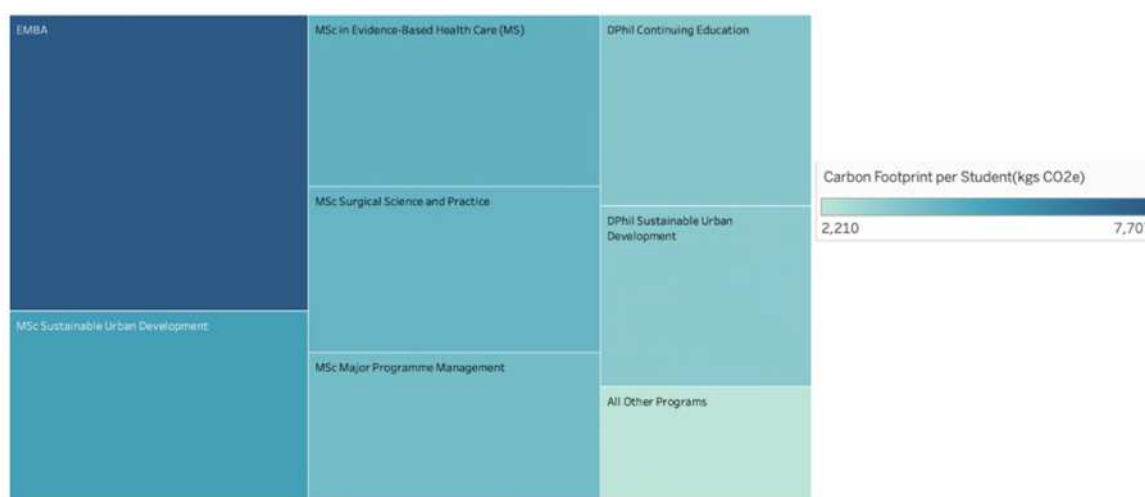 EMBA
MSc in Evidence-Based Health Care (MS)
DPhil Continuing Education
MSc Surgical Science and Practice
DPhil Sustainable Urban
Development
MSc Sustainable Urban Development
MSc Major Programme Management
All Other Programs
Carbon Footprint per Student(kgs CO2e)
2,210